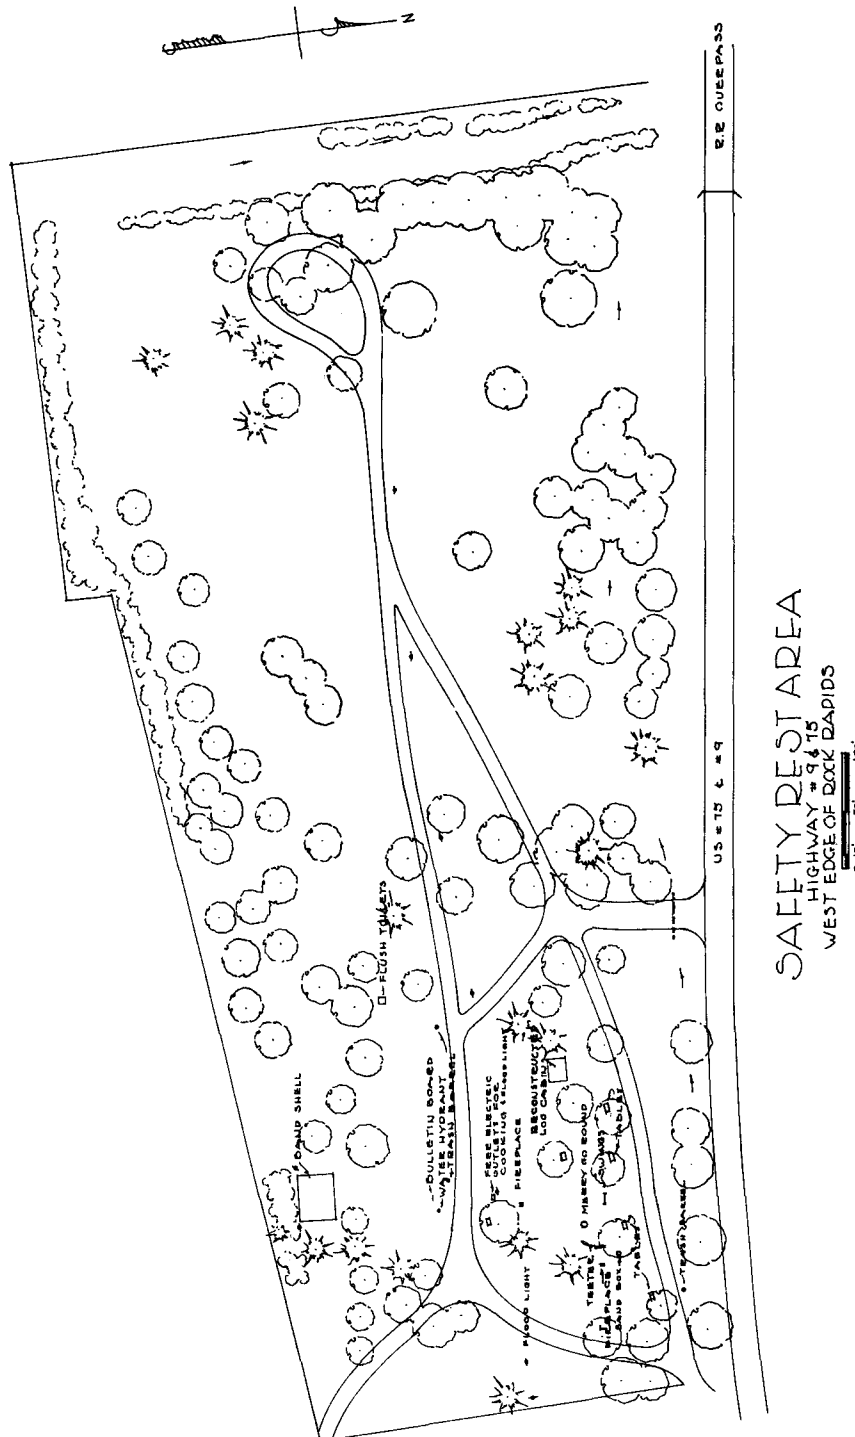 N
R.R OVERPASS
US # 75 & # 9
SAFETY REST AREA
HIGHWAY # 9 & 75
WEST EDGE OF ROCK RAPIDS
FLUSH TOILETS
BAND SHELL
BULLETIN BOARD
WATER HYDRANT
TRASH BARREL
FREE ELECTRIC
OUTLETS FOR
COOKING & FLOOD LIGHT
FIREPLACE
RECONSTRUCTED
LOG CABIN
MERRY GO ROUND
SWINGS
TABLES
TEETER
FIREPLACE
SAND BOX
TABLES
FLOOD LIGHT
TRASH BARREL